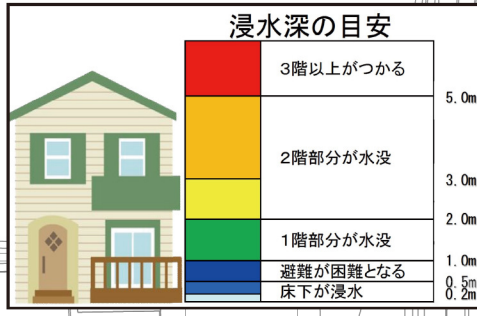 浸水深の目安
3階以上がつかる
5.0m
2階部分が水没
3.0m
2.0m
1階部分が水没
1.0m
避難が困難となる
0.5m
床下が浸水
0.2m